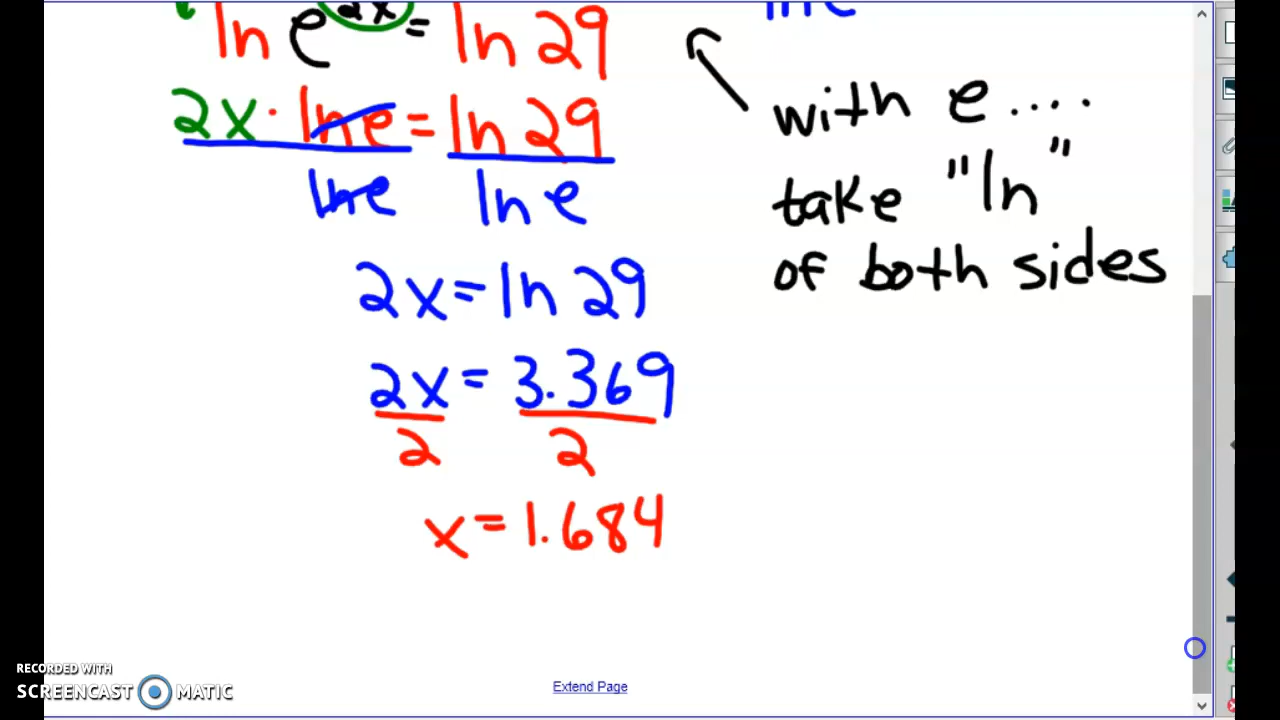 ln e^2x = ln 29
2x · ln e = ln 29
ln e ln e
2x = ln 29
2x = 3.369
2 2
x = 1.684
ln e
with e ....
take "ln"
of both sides
RECORDED WITH
SCREENCAST MATIC
Extend Page